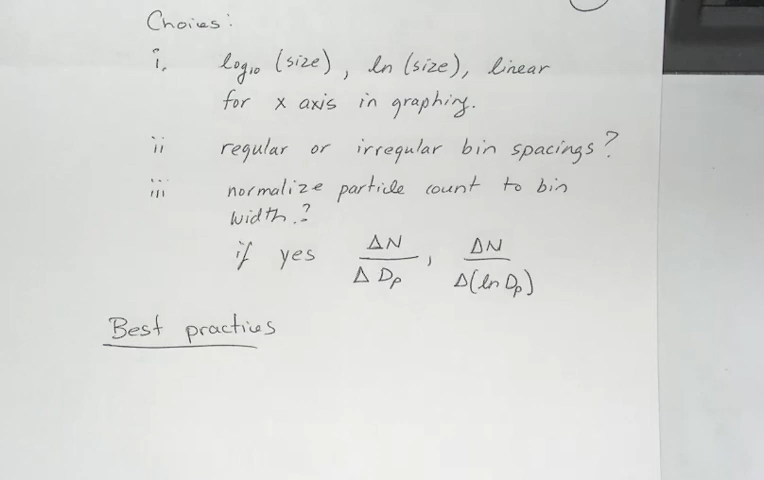 Choices:
i. log10 (size), ln (size), linear
for x axis in graphing.
ii regular or irregular bin spacings?
iii normalize particle count to bin
width?
if yes ΔN/ΔDp, ΔN/Δ(ln Dp)
Best practices